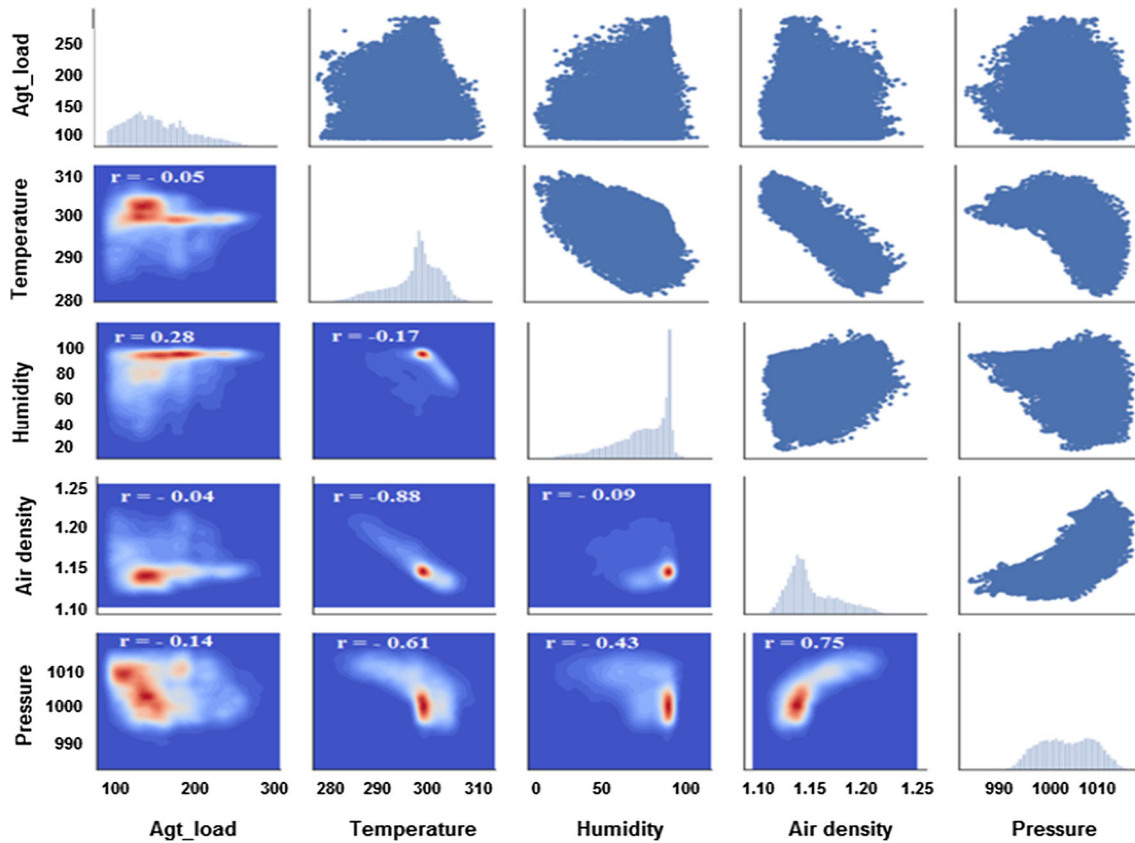 Agt_load
250
200
150
100
Temperature
310
300
290
280
r = - 0.05
Humidity
100
80
60
40
20
r = 0.28
r = -0.17
Air density
1.25
1.20
1.15
1.10
r = - 0.04
r = -0.88
r = - 0.09
Pressure
1010
1000
990
r = - 0.14
r = - 0.61
r = - 0.43
r = 0.75
100 200 300
280 290 300 310
0 50 100
1.10 1.15 1.20 1.25
990 1000 1010
Agt_load
Temperature
Humidity
Air density
Pressure